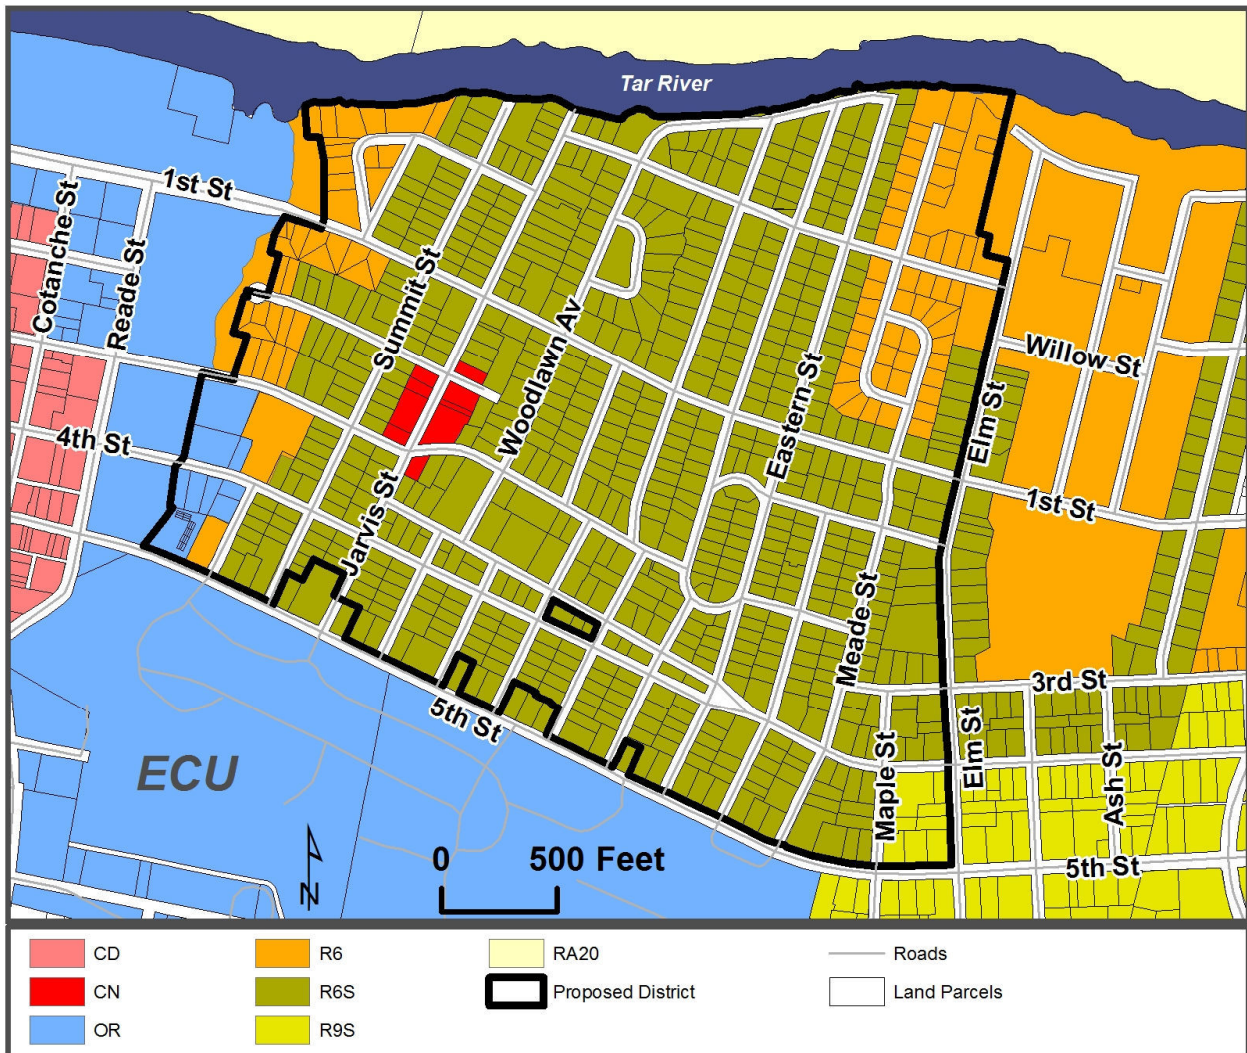 Tar River
1st St
Cotanche St
Reade St
Summit St
Woodlawn Av
Willow St
Eastern St
Elm St
4th St
1st St
Jarvis St
Meade St
3rd St
5th St
Elm St
Maple St
Ash St
ECU
0 500 Feet
5th St
N
CD
R6
RA20
Roads
CN
R6S
Proposed District
Land Parcels
OR
R9S